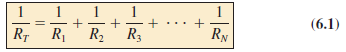 1/R_T = 1/R_1 + 1/R_2 + 1/R_3 + · · · + 1/R_N (6.1)